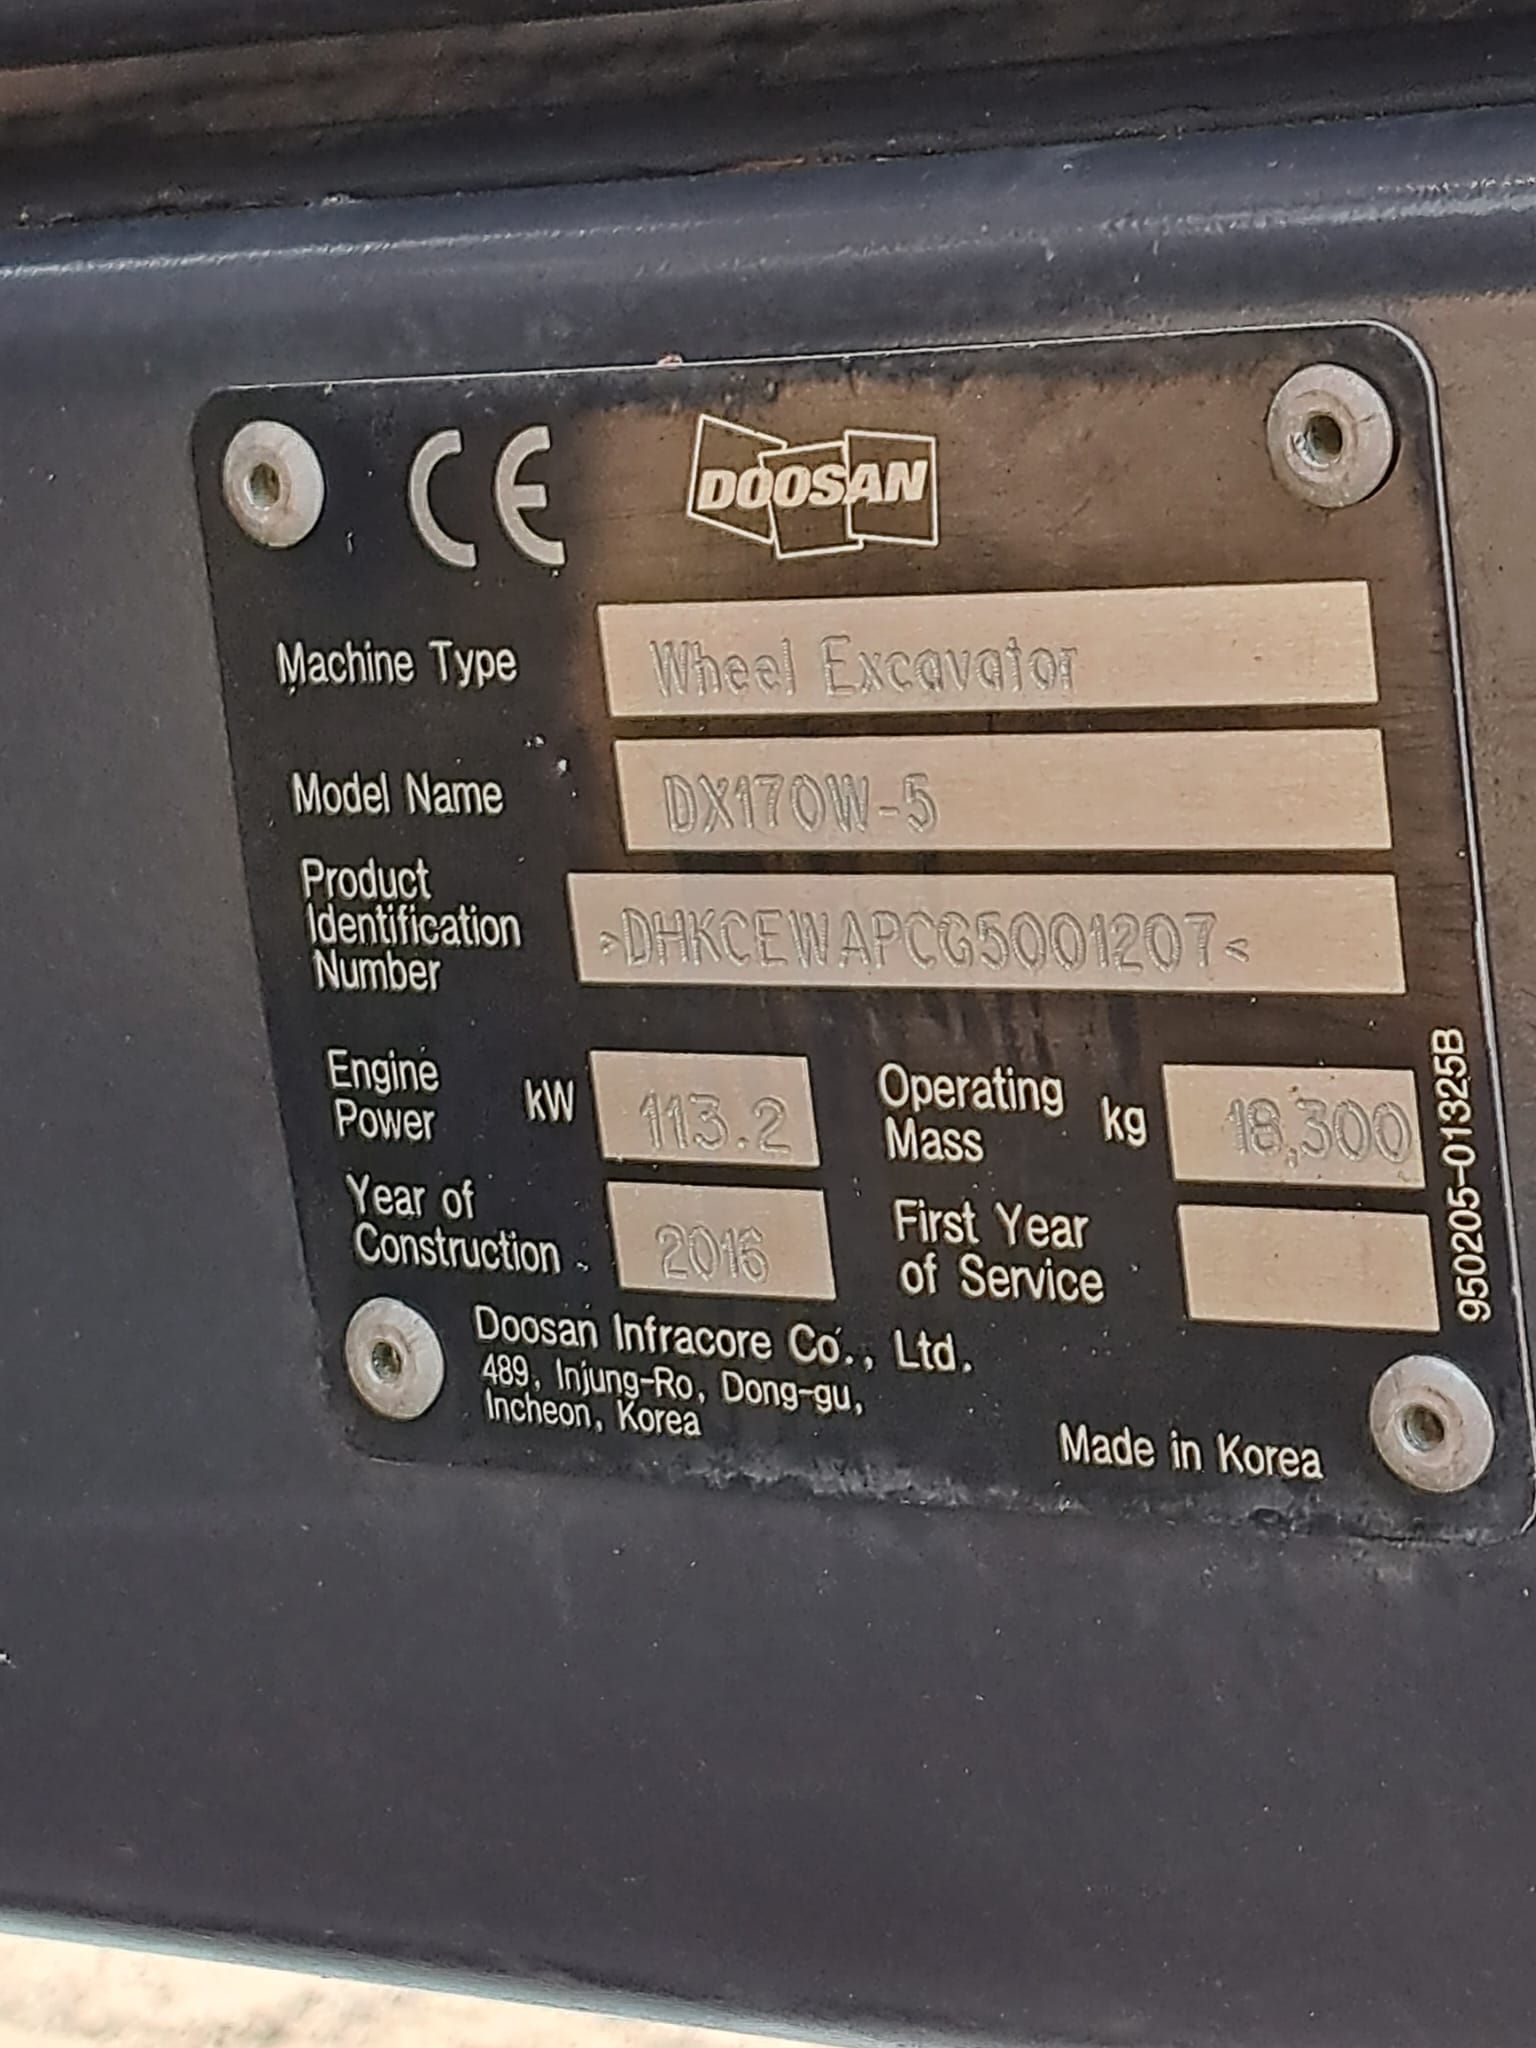 CE DOOSAN
Machine Type Wheel Excavator
Model Name DX170W-5
Product
Identification
Number >DHKCEWAPCG5001207<
Engine
Power kW 113.2
Operating
Mass kg 18,300
Year of
Construction 2016
First Year
of Service
Doosan Infracore Co., Ltd.
489, Injung-Ro, Dong-gu,
Incheon, Korea
Made in Korea
950205-01325B